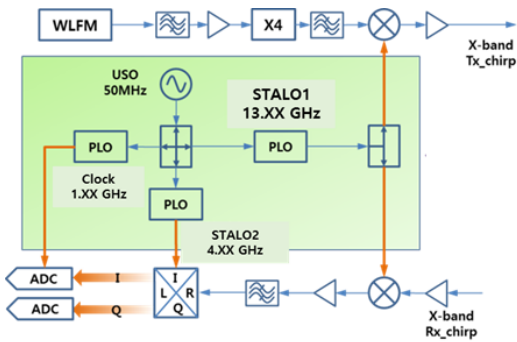 WLFM
X4
X-band
Tx_chirp
USO
50MHz
STALO1
13.XX GHz
PLO
PLO
Clock
1.XX GHz
PLO
STALO2
4.XX GHz
ADC
I
I
L
R
Q
ADC
Q
X-band
Rx_chirp